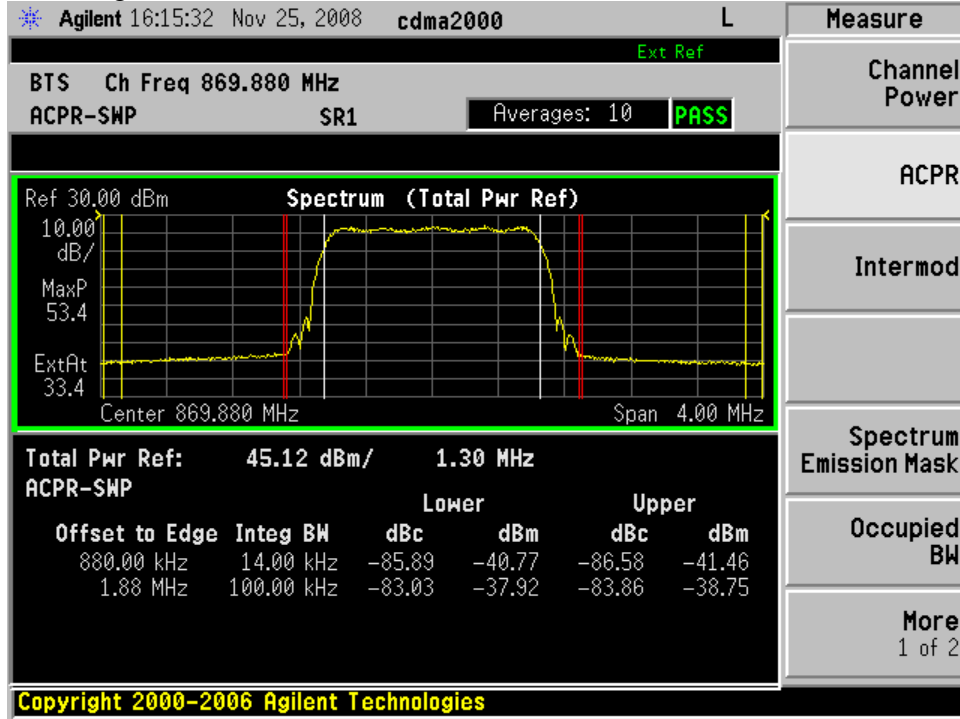 Agilent 16:15:32 Nov 25, 2008 cdma2000 L
Ext Ref
BTS Ch Freq 869.880 MHz
ACPR-SWP SR1 Averages: 10 PASS
Ref 30.00 dBm Spectrum (Total Pwr Ref)
10.00
dB/
MaxP
53.4
ExtAt
33.4
Center 869.880 MHz Span 4.00 MHz
Total Pwr Ref: 45.12 dBm/ 1.30 MHz
ACPR-SWP
Lower Upper
Offset to Edge Integ BW dBc dBm dBc dBm
880.00 kHz 14.00 kHz -85.89 -40.77 -86.58 -41.46
1.88 MHz 100.00 kHz -83.03 -37.92 -83.86 -38.75
Copyright 2000-2006 Agilent Technologies
Measure
Channel
Power
ACPR
Intermod
Spectrum
Emission Mask
Occupied
BW
More
1 of 2